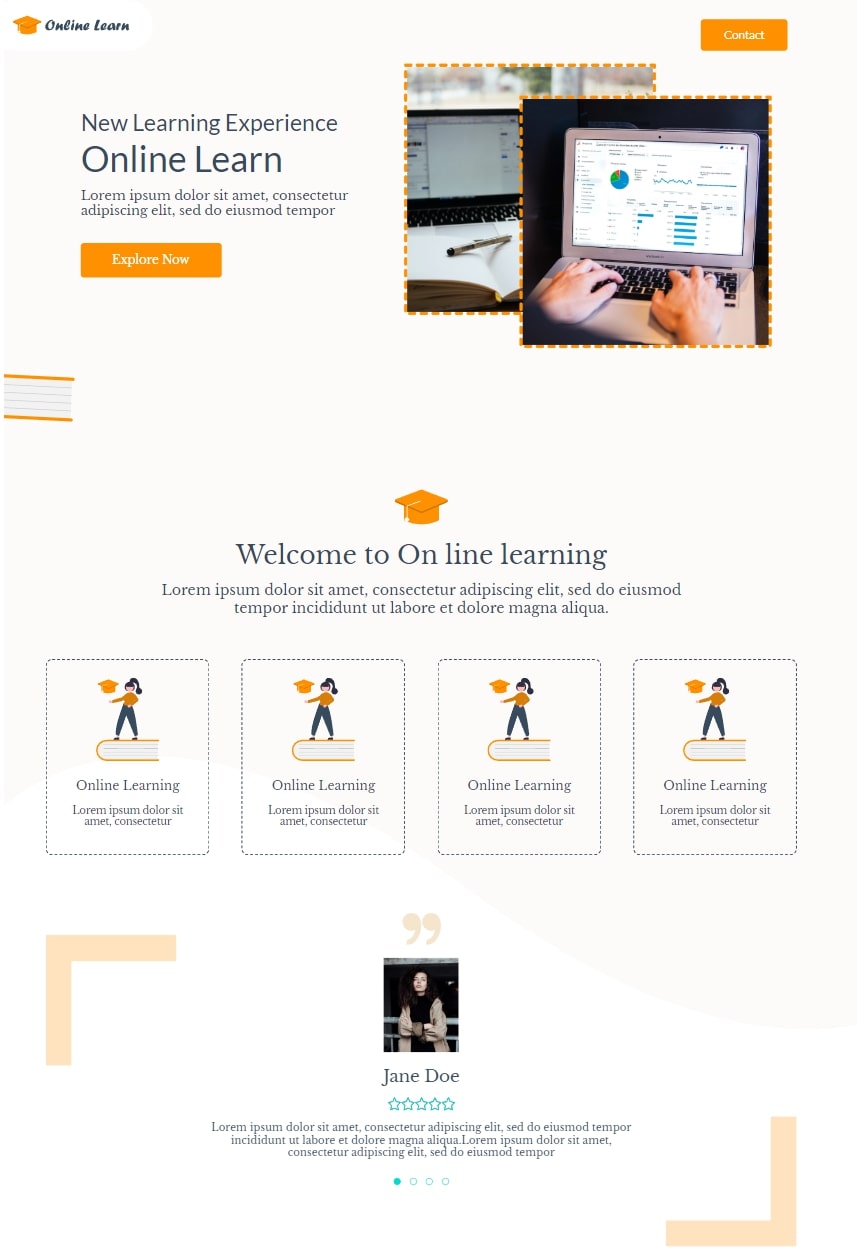 Online Learn
Contact
New Learning Experience
Online Learn
Lorem ipsum dolor sit amet, consectetur
adipiscing elit, sed do eiusmod tempor
Explore Now
Welcome to On line learning
Lorem ipsum dolor sit amet, consectetur adipiscing elit, sed do eiusmod
tempor incididunt ut labore et dolore magna aliqua.
Online Learning
Lorem ipsum dolor sit
amet, consectetur
Online Learning
Lorem ipsum dolor sit
amet, consectetur
Online Learning
Lorem ipsum dolor sit
amet, consectetur
Online Learning
Lorem ipsum dolor sit
amet, consectetur
Jane Doe
Lorem ipsum dolor sit amet, consectetur adipiscing elit, sed do eiusmod tempor
incididunt ut labore et dolore magna aliqua.Lorem ipsum dolor sit amet,
consectetur adipiscing elit, sed do eiusmod tempor